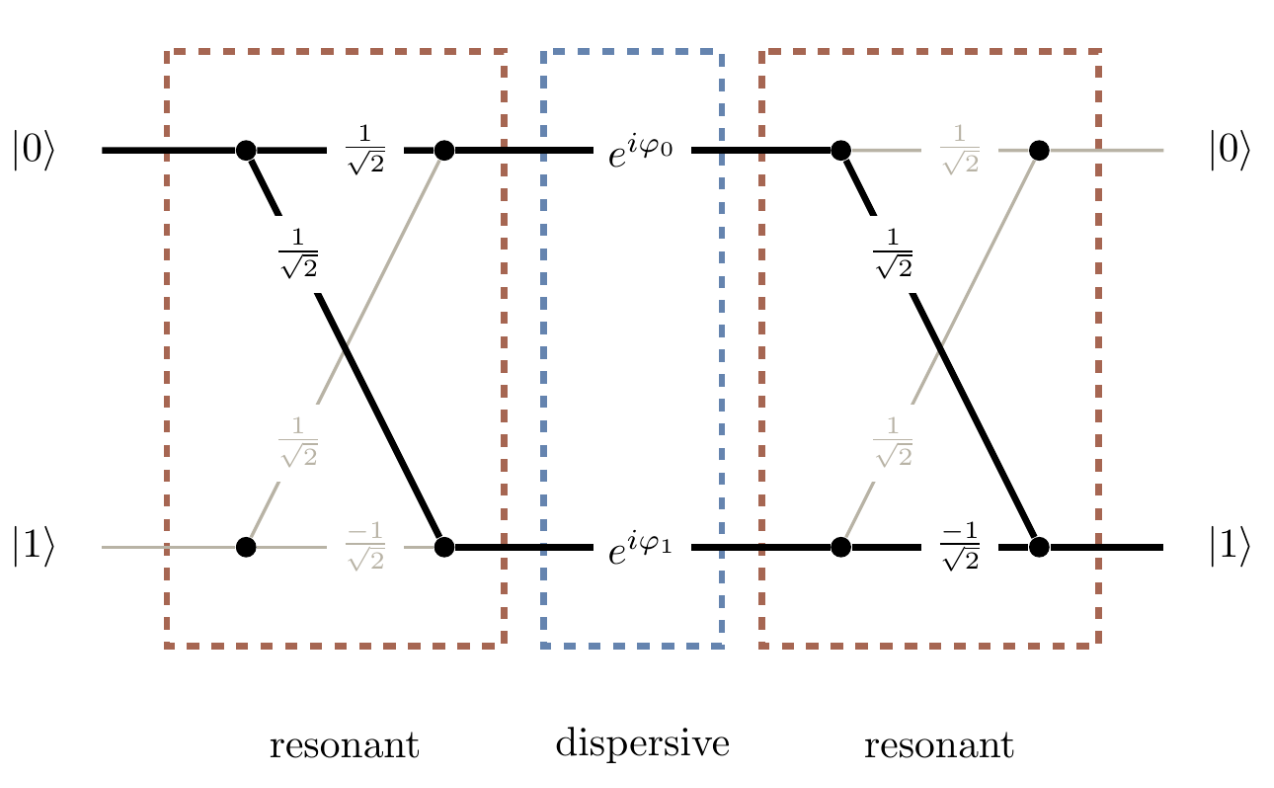 |0⟩ 1/√2 e^{iφ₀} 1/√2 |0⟩
1/√2 1/√2
1/√2 1/√2
|1⟩ -1/√2 e^{iφ₁} -1/√2 |1⟩
resonant dispersive resonant